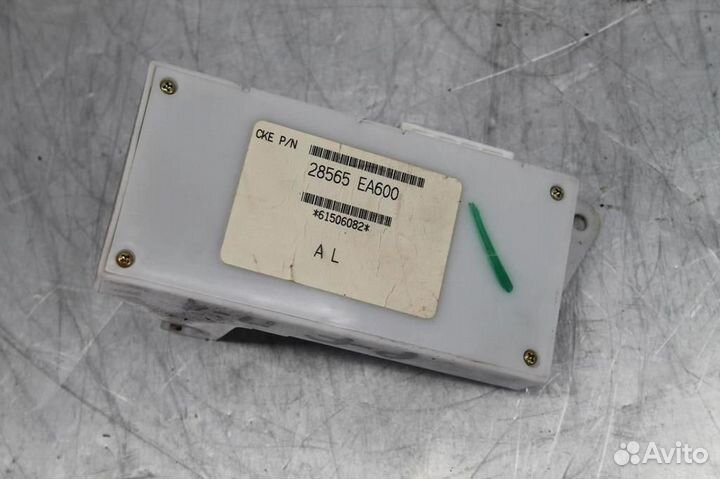 CKE P/N
28565 EA600
*61506082*
A L
Avito